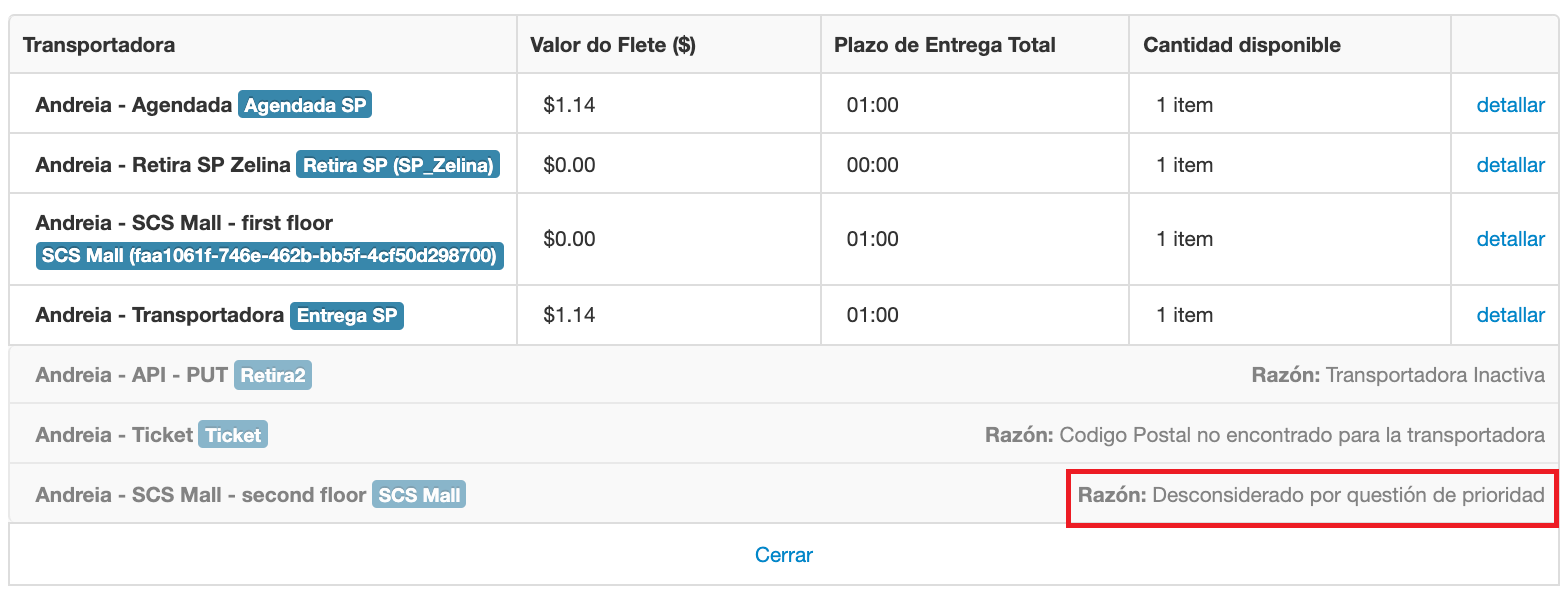 Transportadora Valor do Flete ($) Plazo de Entrega Total Cantidad disponible
Andreia - Agendada Agendada SP $1.14 01:00 1 item detallar
Andreia - Retira SP Zelina Retira SP (SP_Zelina) $0.00 00:00 1 item detallar
Andreia - SCS Mall - first floor
SCS Mall (faa1061f-746e-462b-bb5f-4cf50d298700) $0.00 01:00 1 item detallar
Andreia - Transportadora Entrega SP $1.14 01:00 1 item detallar
Andreia - API - PUT Retira2 Razón: Transportadora Inactiva
Andreia - Ticket Ticket Razón: Codigo Postal no encontrado para la transportadora
Andreia - SCS Mall - second floor SCS Mall Razón: Desconsiderado por questión de prioridad
Cerrar